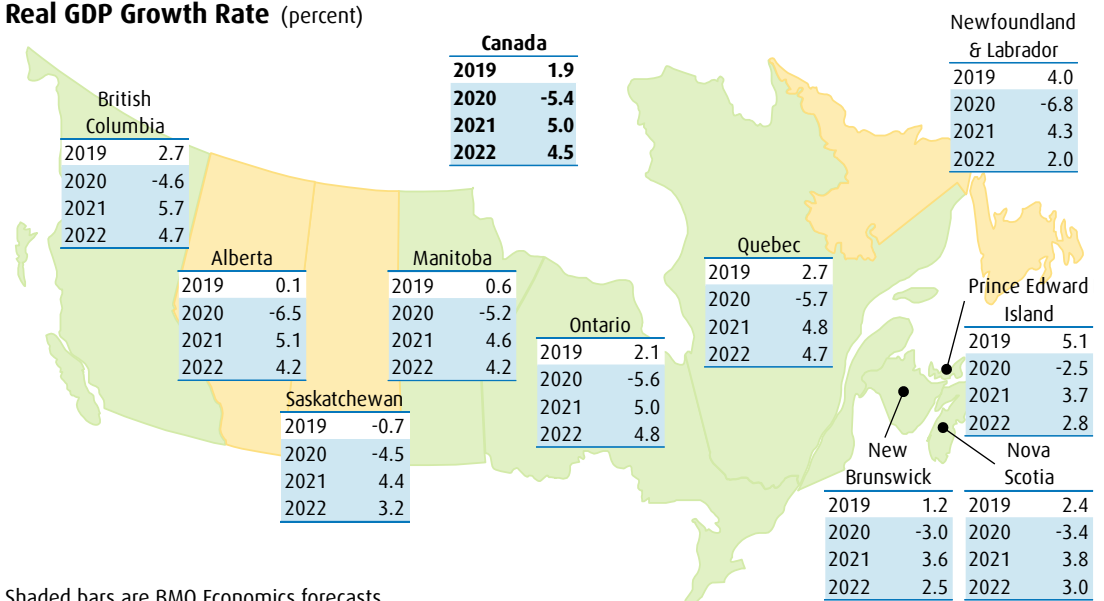 Real GDP Growth Rate (percent)
Canada
2019 1.9
2020 -5.4
2021 5.0
2022 4.5
Newfoundland
& Labrador
2019 4.0
2020 -6.8
2021 4.3
2022 2.0
British
Columbia
2019 2.7
2020 -4.6
2021 5.7
2022 4.7
Alberta
2019 0.1
2020 -6.5
2021 5.1
2022 4.2
Saskatchewan
2019 -0.7
2020 -4.5
2021 4.4
2022 3.2
Manitoba
2019 0.6
2020 -5.2
2021 4.6
2022 4.2
Ontario
2019 2.1
2020 -5.6
2021 5.0
2022 4.8
Quebec
2019 2.7
2020 -5.7
2021 4.8
2022 4.7
Prince Edward
Island
2019 5.1
2020 -2.5
2021 3.7
2022 2.8
New
Brunswick
2019 1.2
2020 -3.0
2021 3.6
2022 2.5
Nova
Scotia
2019 2.4
2020 -3.4
2021 3.8
2022 3.0
Shaded bars are BMO Economics forecasts